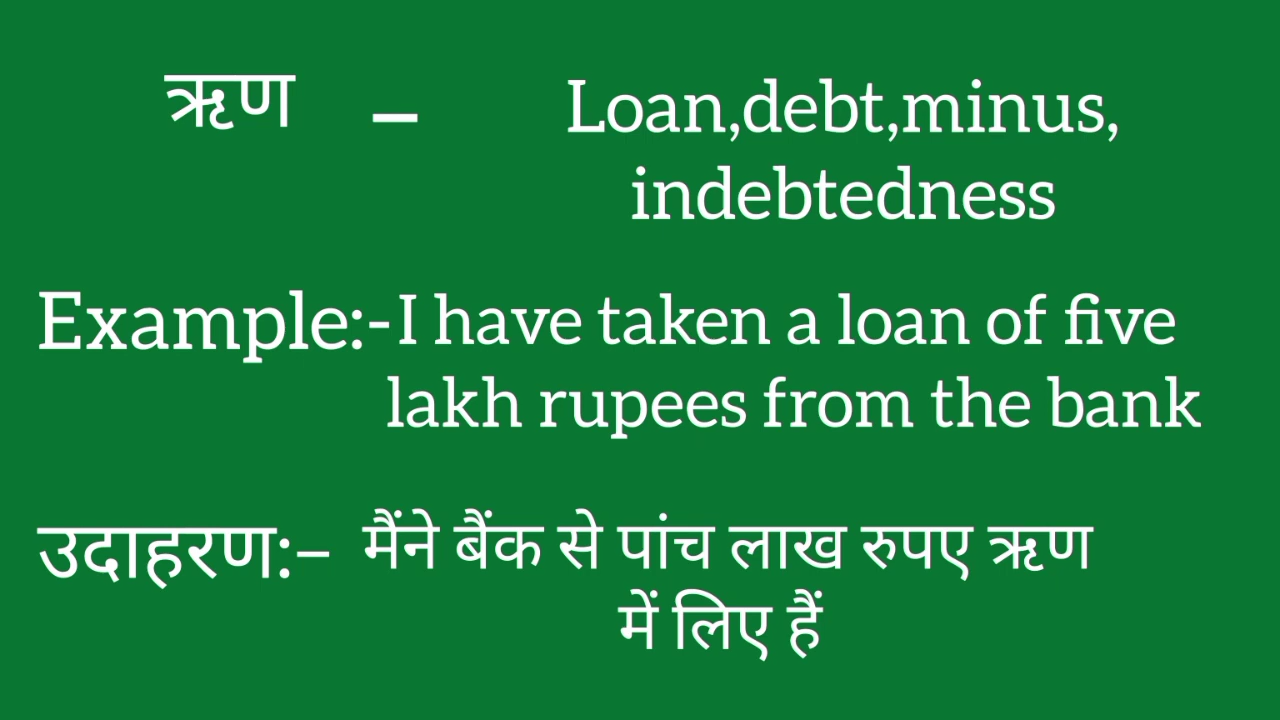 ऋण – Loan,debt,minus,
indebtedness
Example:-I have taken a loan of five
lakh rupees from the bank
उदाहरण:– मैंने बैंक से पांच लाख रुपए ऋण
में लिए हैं